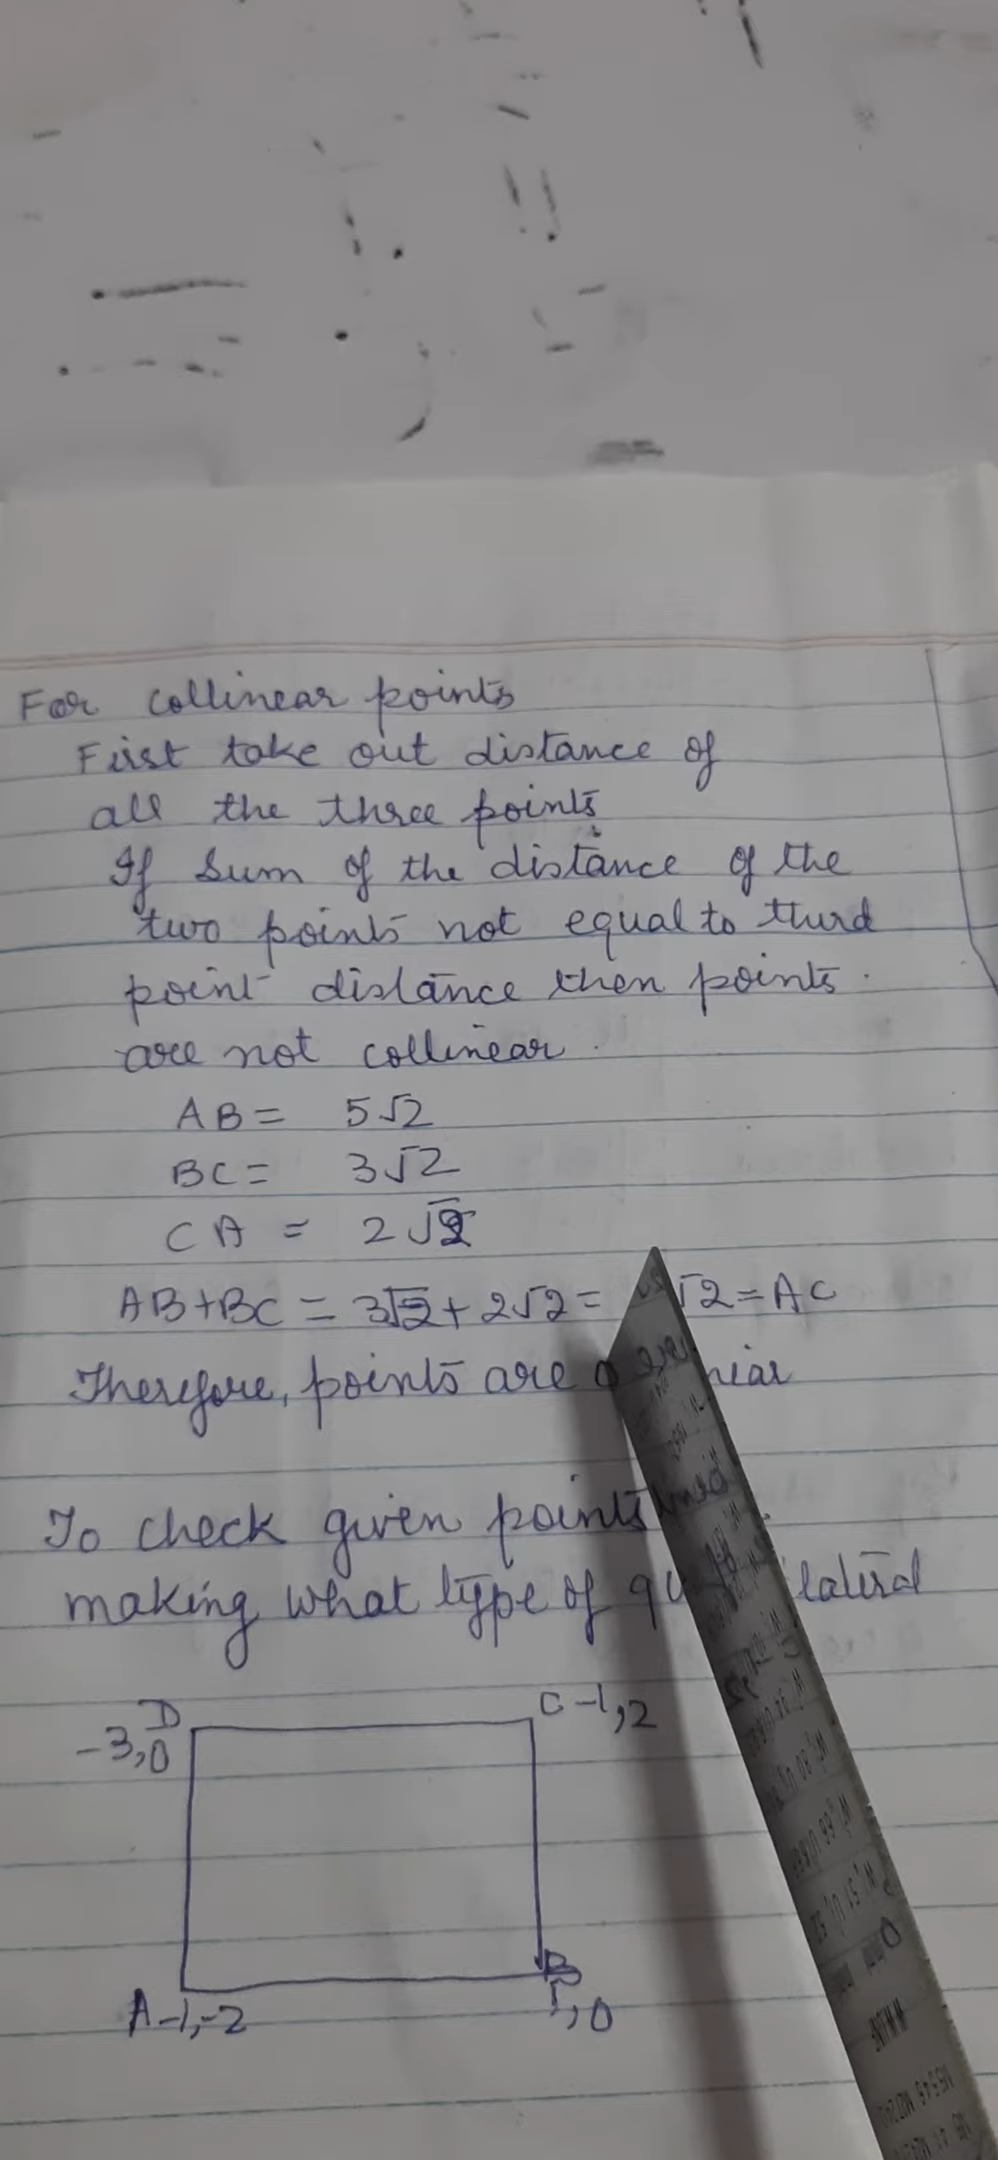 For collinear points
First take out distance of
all the three points
If Sum of the distance of the
two points not equal to third
point distance then points.
are not collinear.
AB = 5√2
BC = 3√2
CA = 2√2
AB+BC = 3√2 + 2√2 = √2 = AC
Therefore, points are
To check given points
making what type of
D
-3,0
C -1,2
A -1,-2
B
1,0